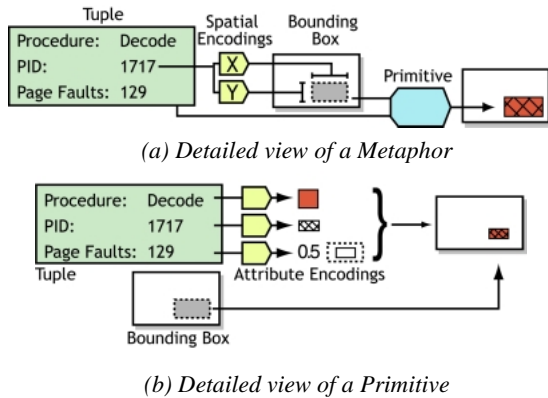 Tuple
Spatial Encodings
Bounding Box
Procedure: Decode
PID: 1717
Page Faults: 129
X
Y
Primitive
(a) Detailed view of a Metaphor
Procedure: Decode
PID: 1717
Page Faults: 129
0.5
Tuple
Attribute Encodings
Bounding Box
(b) Detailed view of a Primitive